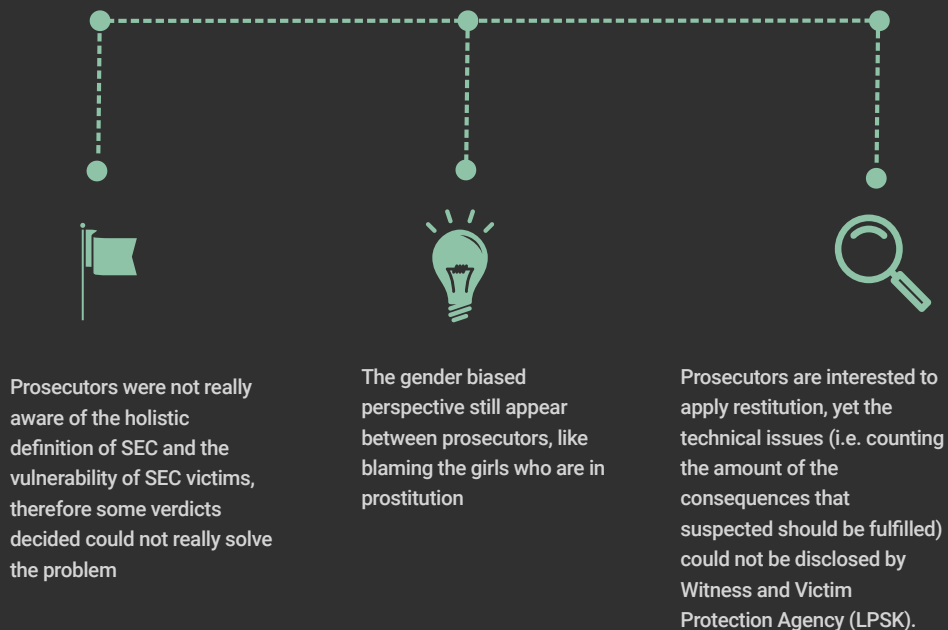 Prosecutors were not really
aware of the holistic
definition of SEC and the
vulnerability of SEC victims,
therefore some verdicts
decided could not really solve
the problem
The gender biased
perspective still appear
between prosecutors, like
blaming the girls who are in
prostitution
Prosecutors are interested to
apply restitution, yet the
technical issues (i.e. counting
the amount of the
consequences that
suspected should be fulfilled)
could not be disclosed by
Witness and Victim
Protection Agency (LPSK).